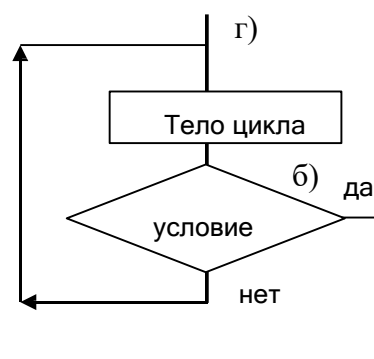 г)
Тело цикла
б)
да
условие
нет